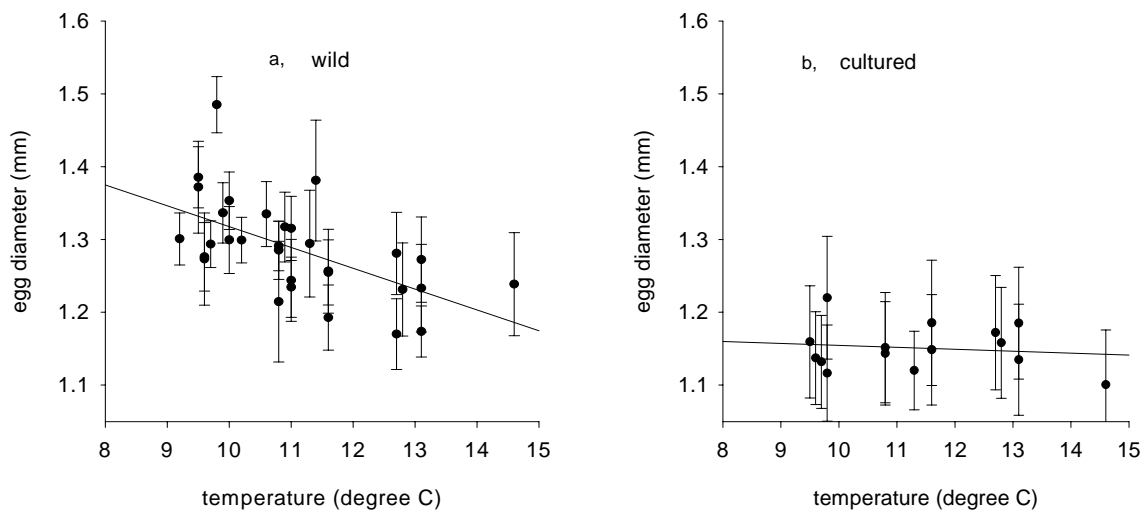 a, wild
egg diameter (mm)
1.6
1.5
1.4
1.3
1.2
1.1
8 9 10 11 12 13 14 15
temperature (degree C)
b, cultured
egg diameter (mm)
1.6
1.5
1.4
1.3
1.2
1.1
8 9 10 11 12 13 14 15
temperature (degree C)